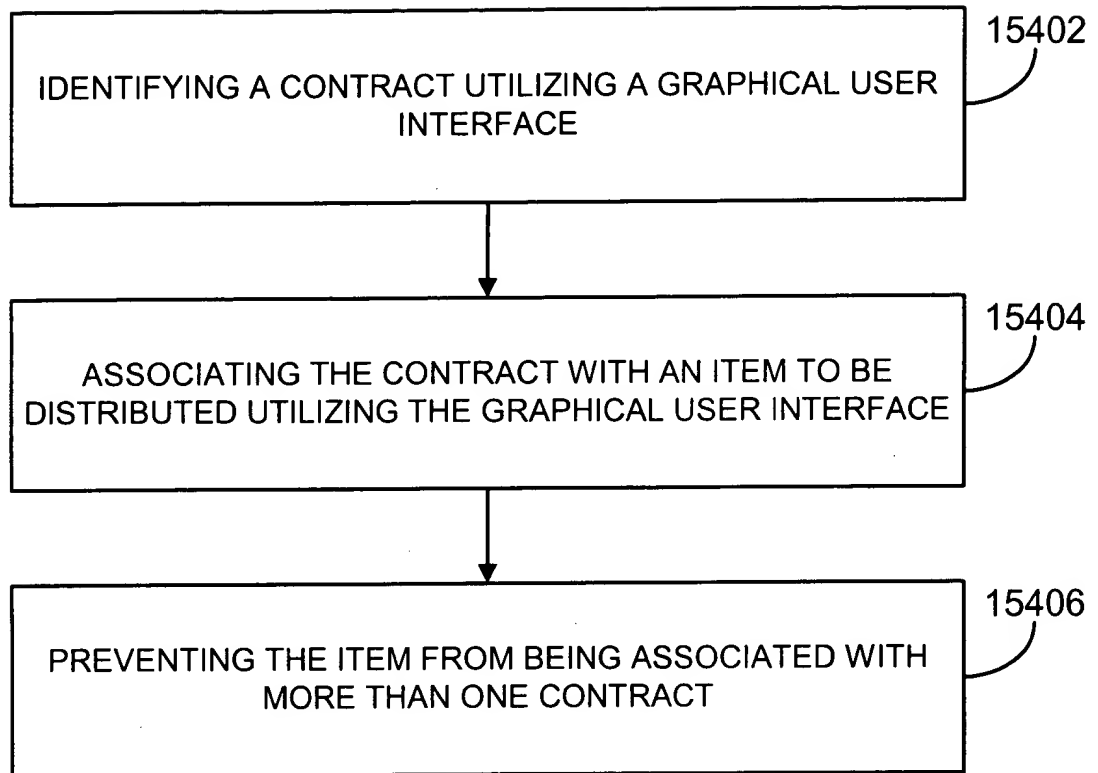 15402
IDENTIFYING A CONTRACT UTILIZING A GRAPHICAL USER
INTERFACE
15404
ASSOCIATING THE CONTRACT WITH AN ITEM TO BE
DISTRIBUTED UTILIZING THE GRAPHICAL USER INTERFACE
15406
PREVENTING THE ITEM FROM BEING ASSOCIATED WITH
MORE THAN ONE CONTRACT